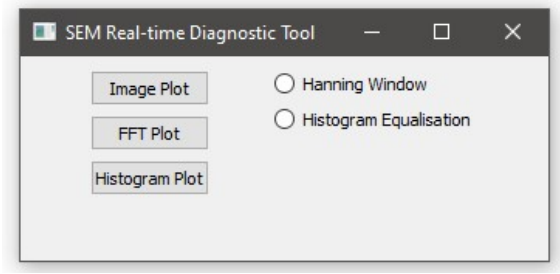 SEM Real-time Diagnostic Tool
Image Plot
FFT Plot
Histogram Plot
Hanning Window
Histogram Equalisation